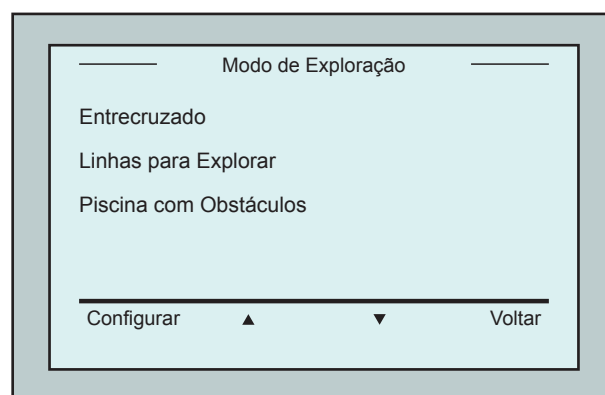 Modo de Exploração
Entrecruzado
Linhas para Explorar
Piscina com Obstáculos
Configurar ▲ ▼ Voltar